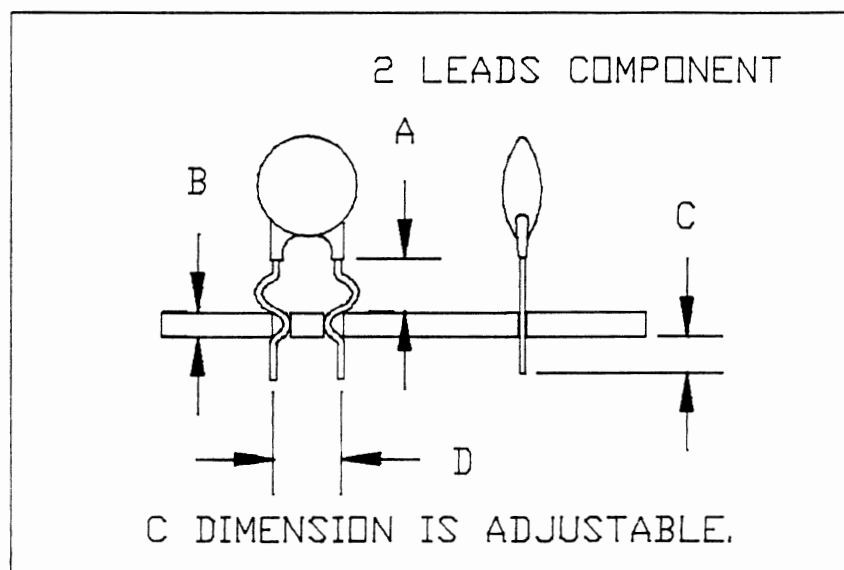 2 LEADS COMPONENT
A
B
C
D
C DIMENSION IS ADJUSTABLE.